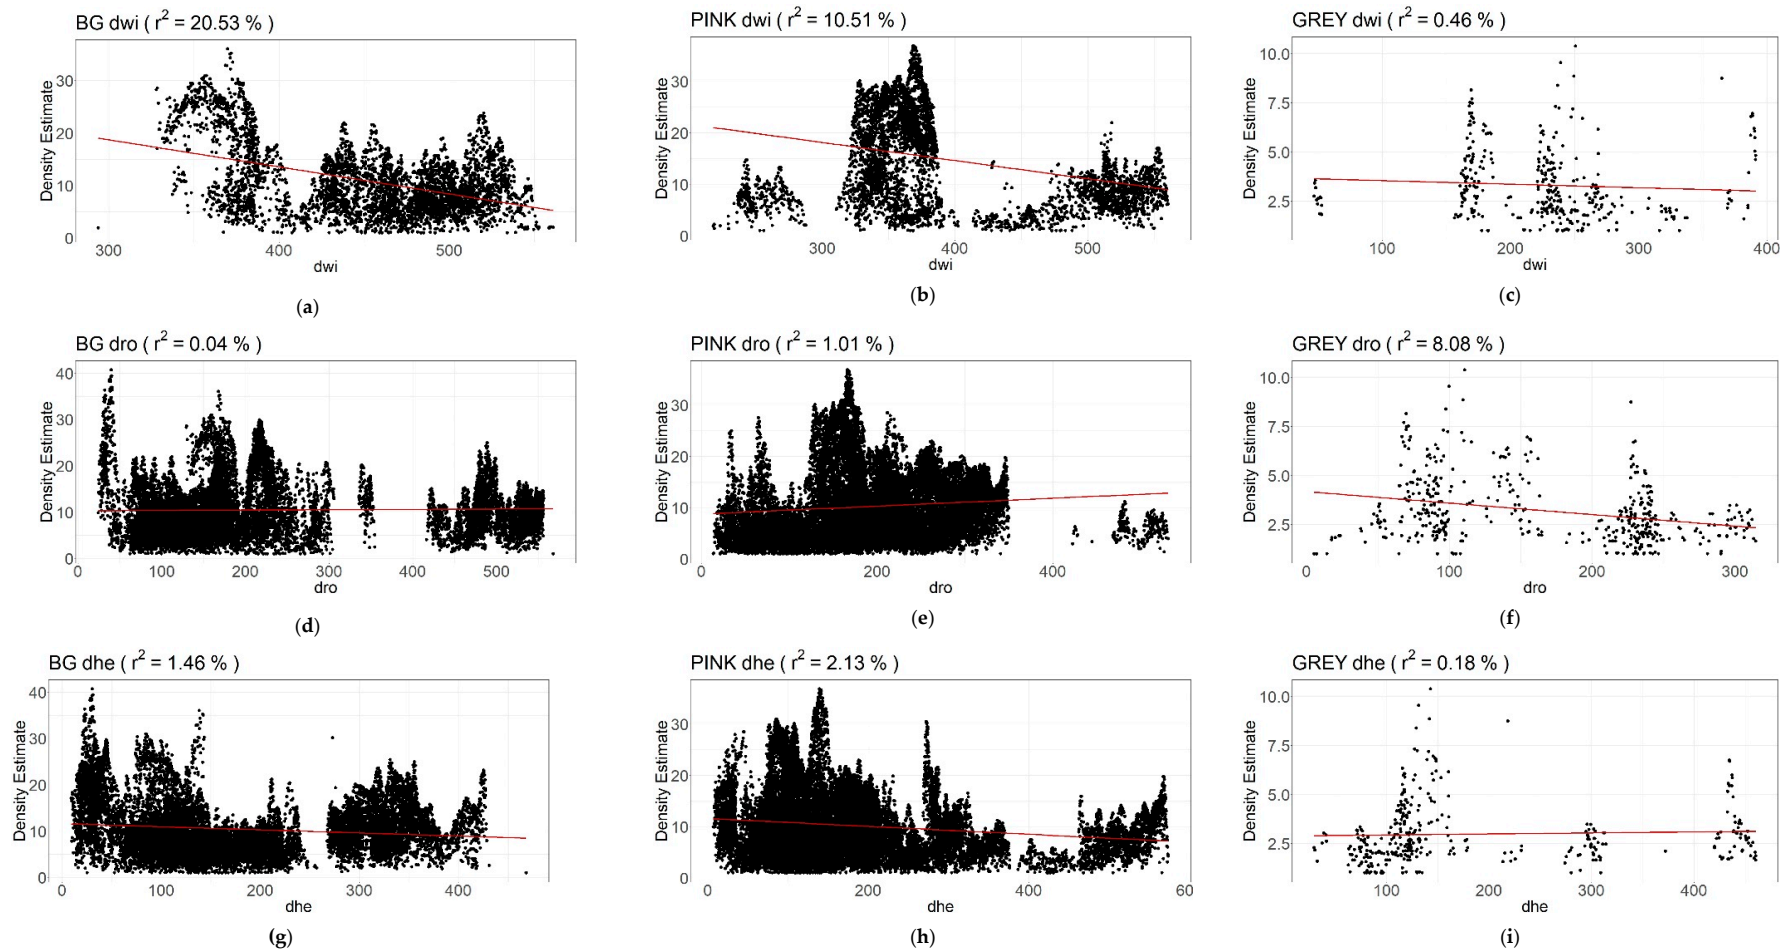 BG dwi ( r² = 20.53 % )
Density Estimate
30
20
10
0
300 400 500
dwi
(a)
PINK dwi ( r² = 10.51 % )
Density Estimate
30
20
10
0
300 400 500
dwi
(b)
GREY dwi ( r² = 0.46 % )
Density Estimate
10.0
7.5
5.0
2.5
100 200 300 400
dwi
(c)
BG dro ( r² = 0.04 % )
Density Estimate
40
30
20
10
0
0 100 200 300 400 500
dro
(d)
PINK dro ( r² = 1.01 % )
Density Estimate
30
20
10
0
0 200 400
dro
(e)
GREY dro ( r² = 8.08 % )
Density Estimate
10.0
7.5
5.0
2.5
0 100 200 300
dro
(f)
BG dhe ( r² = 1.46 % )
Density Estimate
40
30
20
10
0
0 100 200 300 400
dhe
(g)
PINK dhe ( r² = 2.13 % )
Density Estimate
30
20
10
0
0 200 400 60
dhe
(h)
GREY dhe ( r² = 0.18 % )
Density Estimate
10.0
7.5
5.0
2.5
100 200 300 400
dhe
(i)